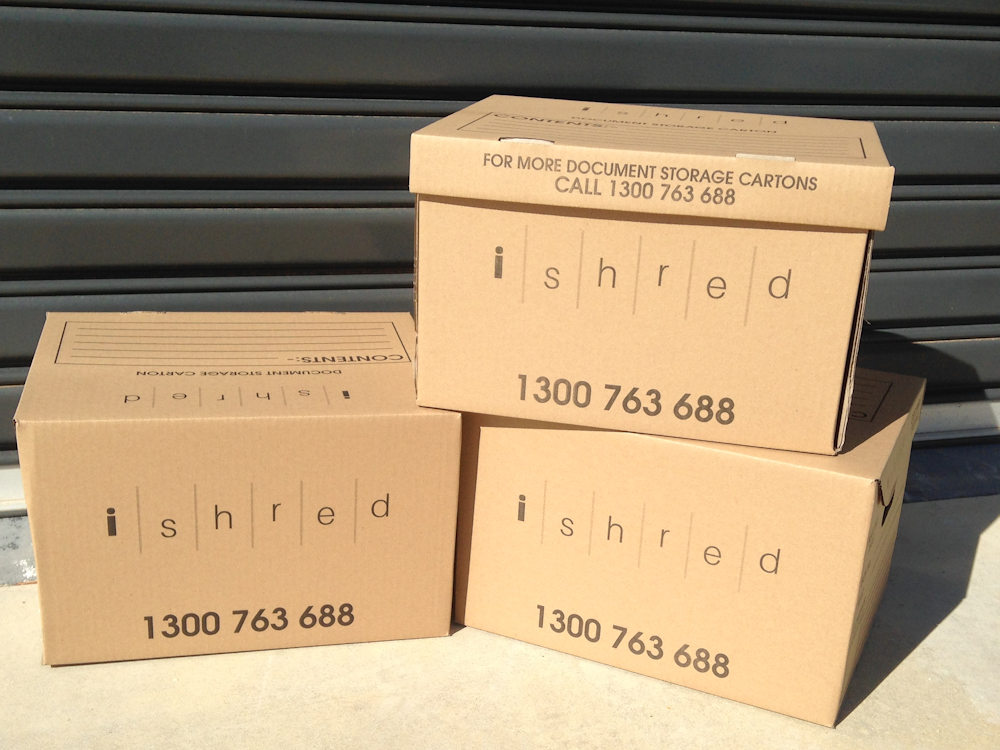 i s h r e d
DOCUMENT STORAGE CARTON
CONTENTS:-
FOR MORE DOCUMENT STORAGE CARTONS
CALL 1300 763 688
i s h r e d
1300 763 688
CONTENTS:-
DOCUMENT STORAGE CARTON
i s h r e d
i s h r e d
1300 763 688
i s h r e d
1300 763 688